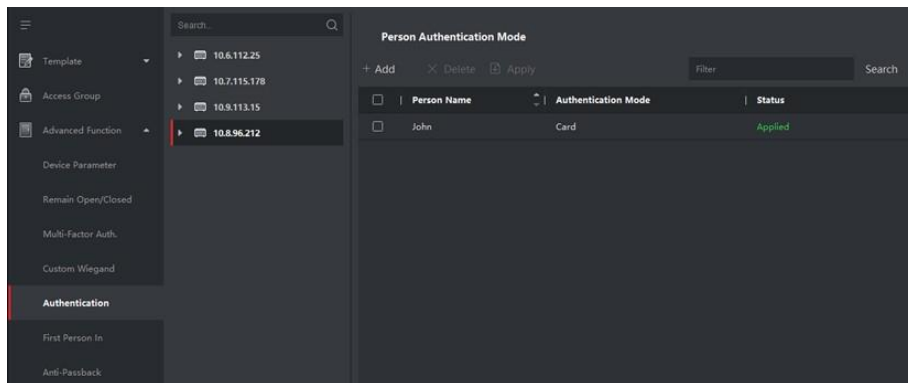 Template
Access Group
Advanced Function
Device Parameter
Remain Open/Closed
Multi-Factor Auth.
Custom Wiegand
Authentication
First Person In
Anti-Passback
Search...
10.6.112.25
10.7.115.178
10.9.113.15
10.8.96.212
Person Authentication Mode
+ Add × Delete Apply Filter Search
Person Name Authentication Mode Status
John Card Applied